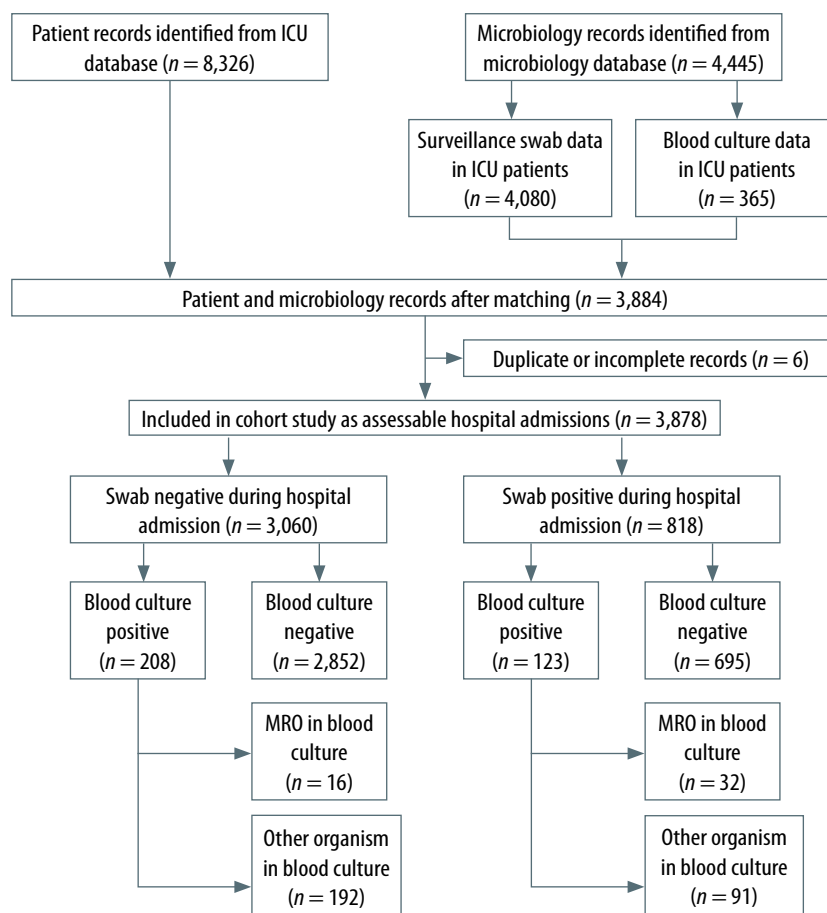 Patient records identified from ICU
database (n = 8,326)
Microbiology records identified from
microbiology database (n = 4,445)
Surveillance swab data
in ICU patients
(n = 4,080)
Blood culture data
in ICU patients
(n = 365)
Patient and microbiology records after matching (n = 3,884)
Duplicate or incomplete records (n = 6)
Included in cohort study as assessable hospital admissions (n = 3,878)
Swab negative during hospital
admission (n = 3,060)
Swab positive during hospital
admission (n = 818)
Blood culture
positive
(n = 208)
Blood culture
negative
(n = 2,852)
Blood culture
positive
(n = 123)
Blood culture
negative
(n = 695)
MRO in blood
culture
(n = 16)
MRO in blood
culture
(n = 32)
Other organism
in blood culture
(n = 192)
Other organism
in blood culture
(n = 91)